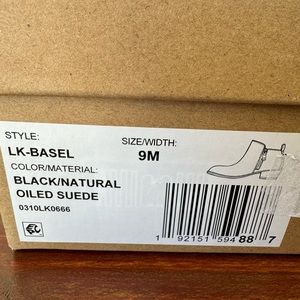 STYLE: SIZE/WIDTH:
LK-BASEL 9M
COLOR/MATERIAL:
BLACK/NATURAL
OILED SUEDE
0310LK0666
1 92151 59488 7